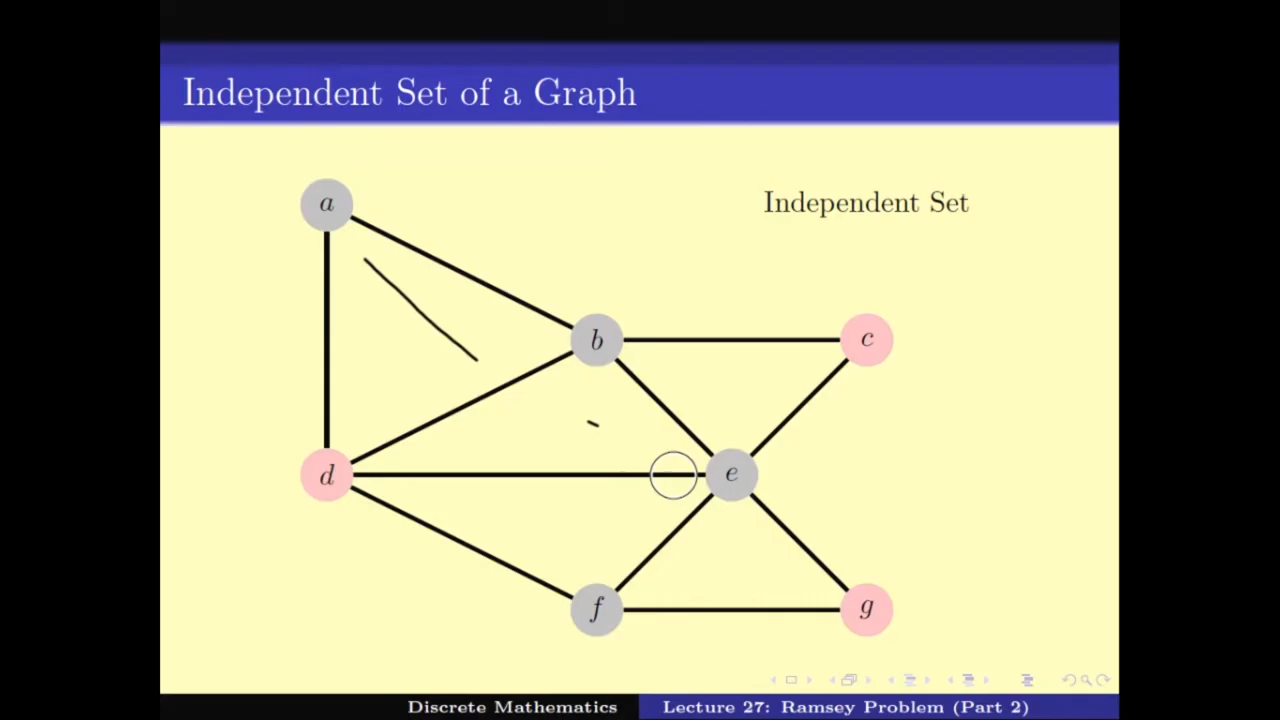 Independent Set of a Graph
a
Independent Set
b
c
d
e
f
g
Discrete Mathematics
Lecture 27: Ramsey Problem (Part 2)